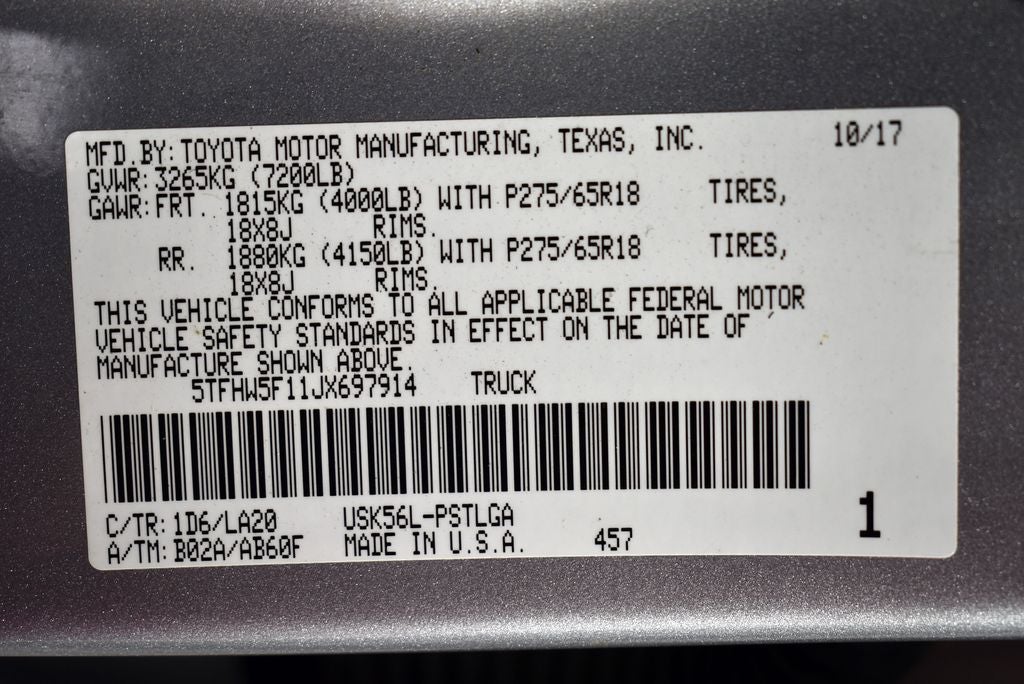 MFD.BY:TOYOTA MOTOR MANUFACTURING, TEXAS, INC. 10/17
GVWR:3265KG (7200LB)
GAWR:FRT. 1815KG (4000LB) WITH P275/65R18 TIRES,
18X8J RIMS.
RR. 1880KG (4150LB) WITH P275/65R18 TIRES,
18X8J RIMS.
THIS VEHICLE CONFORMS TO ALL APPLICABLE FEDERAL MOTOR
VEHICLE SAFETY STANDARDS IN EFFECT ON THE DATE OF
MANUFACTURE SHOWN ABOVE.
5TFHW5F11JX697914 TRUCK
C/TR:1D6/LA20 USK56L-PSTLGA
A/TM:B02A/AB60F MADE IN U.S.A. 457
1